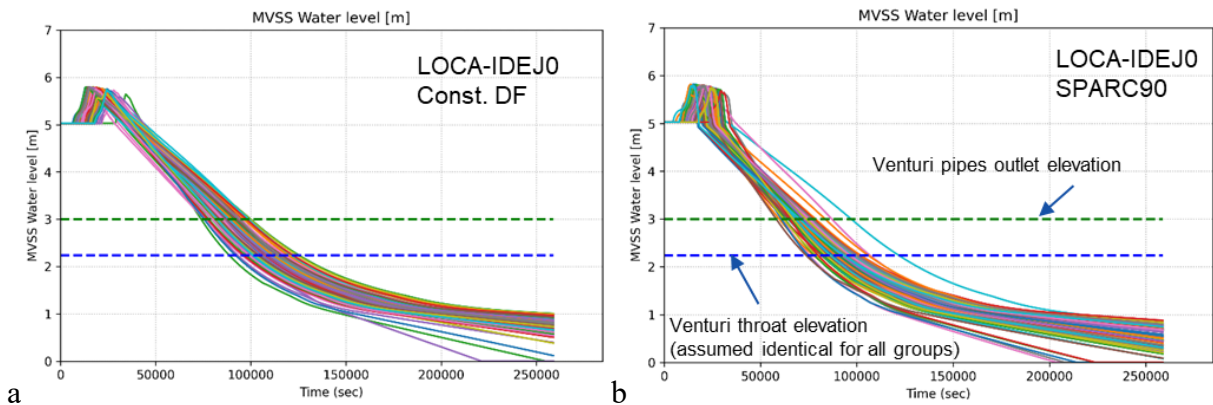 MVSS Water level [m]
LOCA-IDEJ0
Const. DF
MVSS Water level [m]
7
6
5
4
3
2
1
0
0
50000
100000
150000
200000
250000
Time (sec)
a
MVSS Water level [m]
LOCA-IDEJ0
SPARC90
Venturi pipes outlet elevation
Venturi throat elevation
(assumed identical for all groups)
MVSS Water level [m]
7
6
5
4
3
2
1
0
0
50000
100000
150000
200000
250000
Time (sec)
b